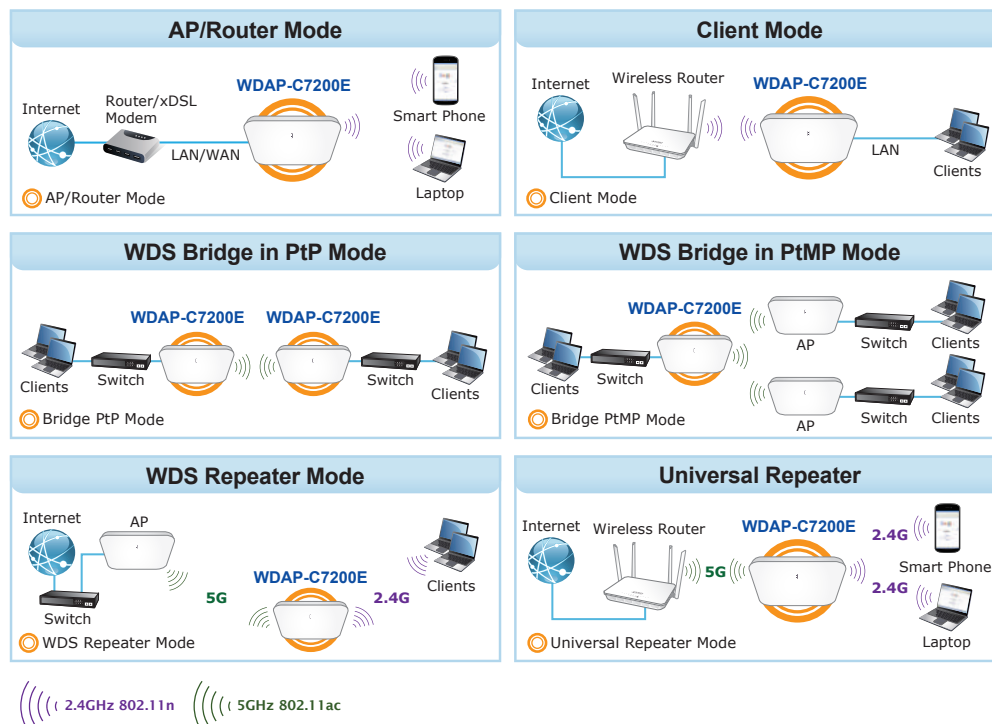 AP/Router Mode
WDAP-C7200E
Internet
Router/xDSL
Modem
LAN/WAN
Smart Phone
Laptop
AP/Router Mode
Client Mode
Internet
Wireless Router
WDAP-C7200E
LAN
Clients
Client Mode
WDS Bridge in PtP Mode
WDAP-C7200E
WDAP-C7200E
Clients
Switch
Switch
Clients
Bridge PtP Mode
WDS Bridge in PtMP Mode
WDAP-C7200E
Clients
Switch
AP
Switch
Clients
AP
Switch
Clients
Bridge PtMP Mode
WDS Repeater Mode
Internet
AP
Switch
5G
WDAP-C7200E
2.4G
Clients
WDS Repeater Mode
Universal Repeater
Internet
Wireless Router
5G
WDAP-C7200E
2.4G
Smart Phone
2.4G
Laptop
Universal Repeater Mode
2.4GHz 802.11n
5GHz 802.11ac